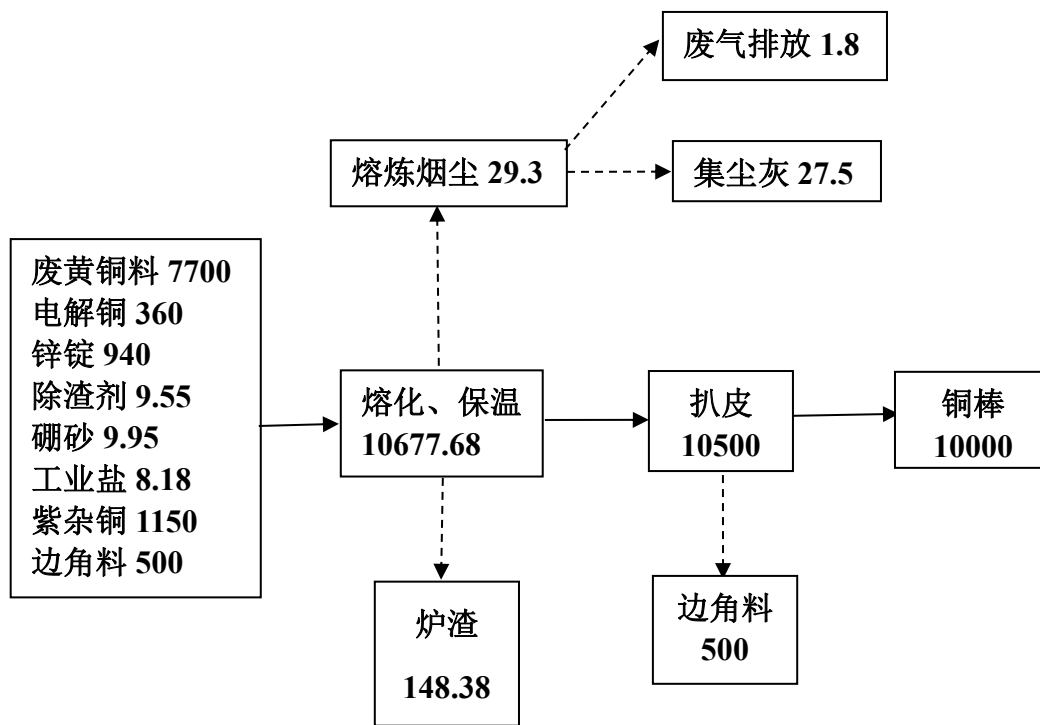 废气排放 1.8
熔炼烟尘 29.3
集尘灰 27.5
废黄铜料 7700
电解铜 360
锌锭 940
除渣剂 9.55
硼砂 9.95
工业盐 8.18
紫杂铜 1150
边角料 500
熔化、保温
10677.68
扒皮
10500
铜棒
10000
炉渣
148.38
边角料
500